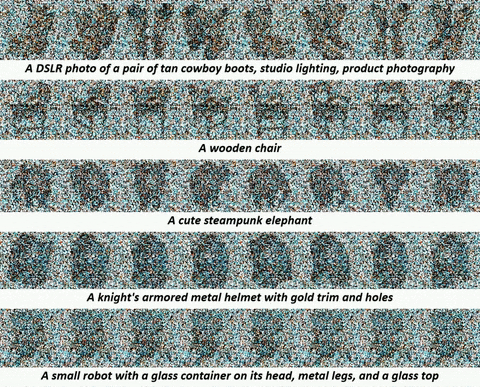 A DSLR photo of a pair of tan cowboy boots, studio lighting, product photography
A wooden chair
A cute steampunk elephant
A knight's armored metal helmet with gold trim and holes
A small robot with a glass container on its head, metal legs, and a glass top